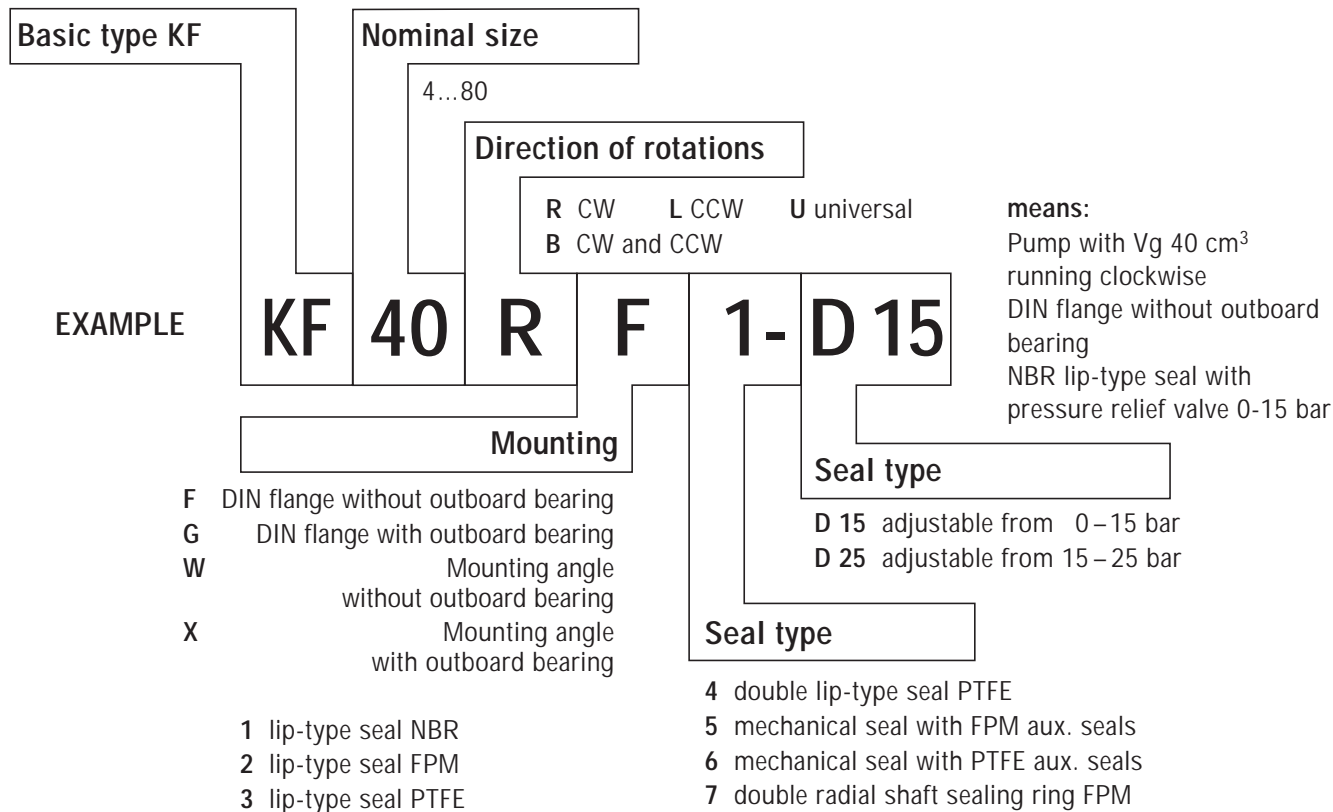 Basic type KF
Nominal size
4...80
Direction of rotations
R CW L CCW U universal
B CW and CCW
means:
Pump with Vg 40 cm³
running clockwise
DIN flange without outboard
bearing
NBR lip-type seal with
pressure relief valve 0-15 bar
EXAMPLE
KF 40 R F 1- D 15
Mounting
F DIN flange without outboard bearing
G DIN flange with outboard bearing
W Mounting angle
without outboard bearing
X Mounting angle
with outboard bearing
Seal type
D 15 adjustable from 0–15 bar
D 25 adjustable from 15–25 bar
Seal type
1 lip-type seal NBR
2 lip-type seal FPM
3 lip-type seal PTFE
4 double lip-type seal PTFE
5 mechanical seal with FPM aux. seals
6 mechanical seal with PTFE aux. seals
7 double radial shaft sealing ring FPM